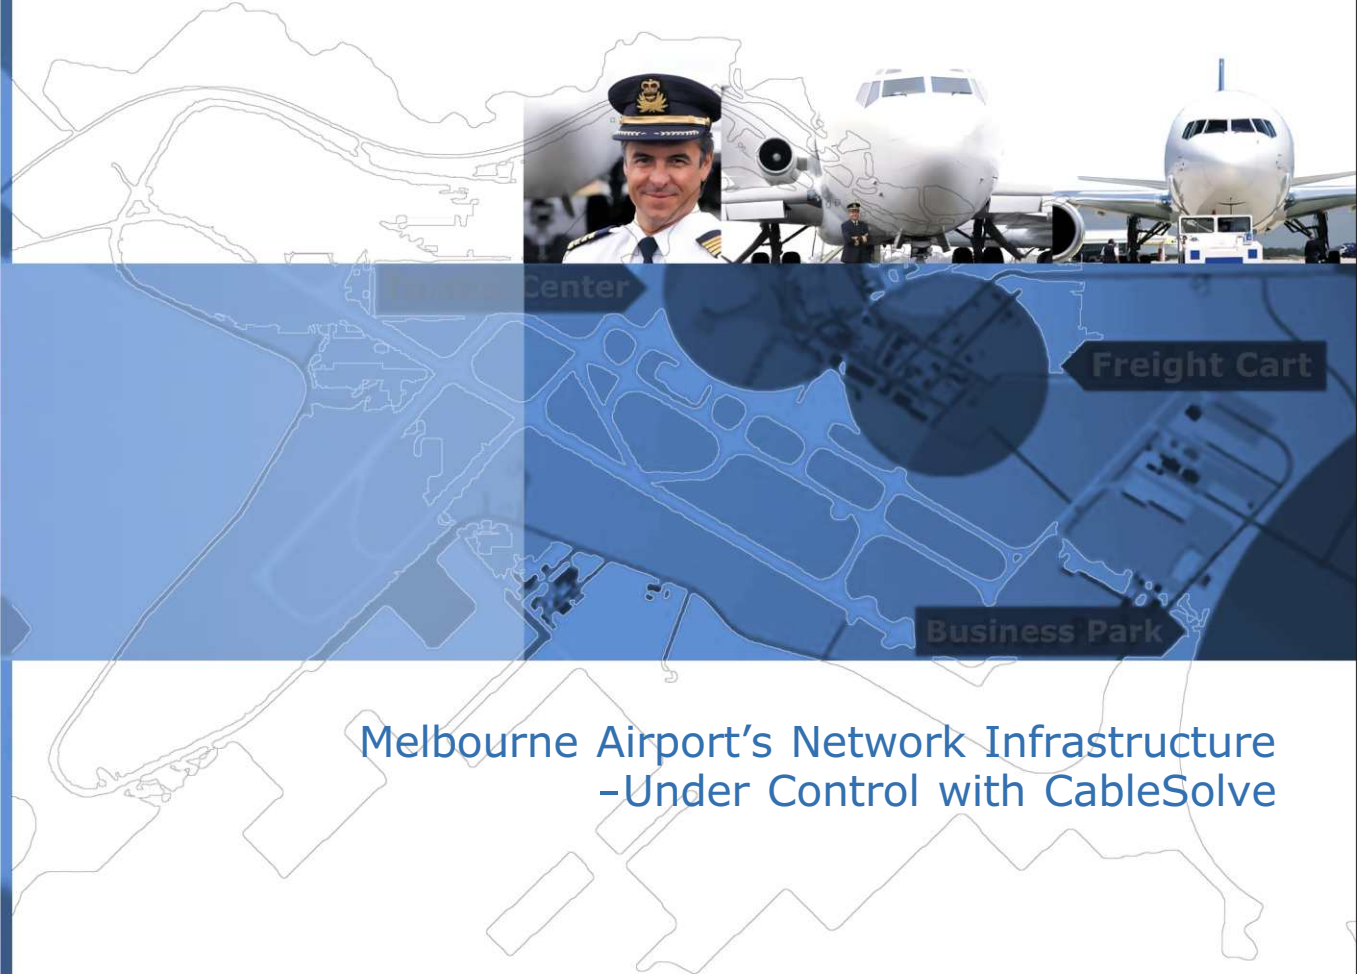 Center
Freight Cart
Business Park
Melbourne Airport’s Network Infrastructure
–Under Control with CableSolve